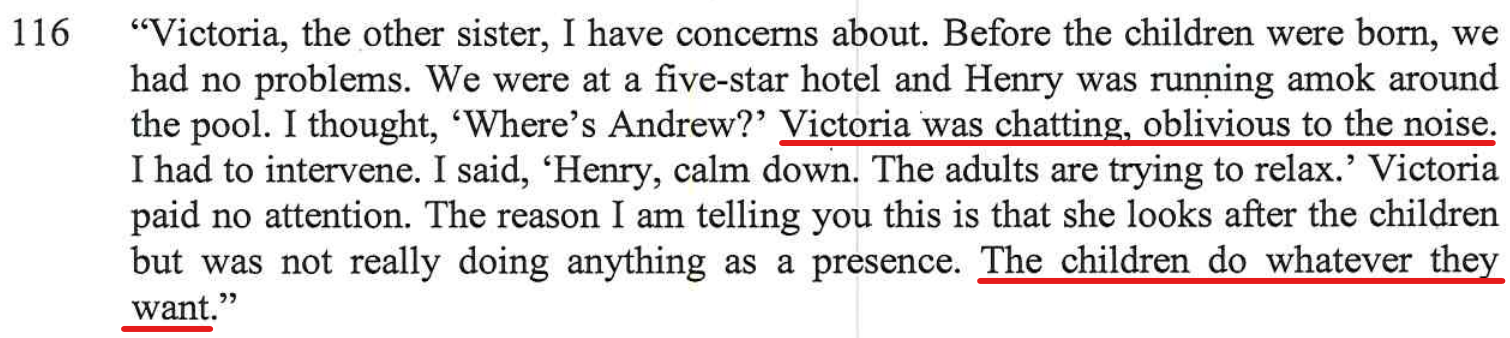 116 “Victoria, the other sister, I have concerns about. Before the children were born, we
had no problems. We were at a five-star hotel and Henry was running amok around
the pool. I thought, ‘Where’s Andrew?’ Victoria was chatting, oblivious to the noise.
I had to intervene. I said, ‘Henry, calm down. The adults are trying to relax.’ Victoria
paid no attention. The reason I am telling you this is that she looks after the children
but was not really doing anything as a presence. The children do whatever they
want.”